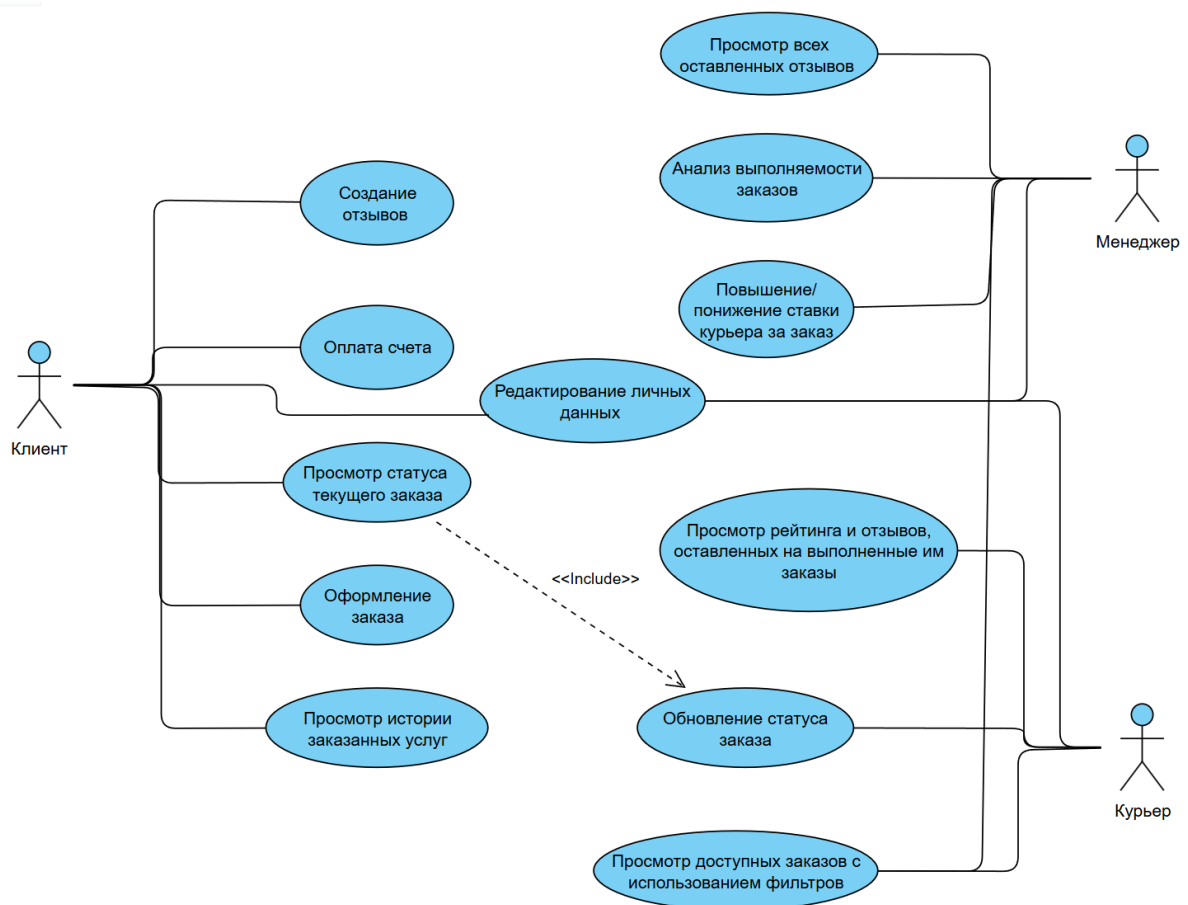 Просмотр всех
оставленных отзывов
Анализ выполняемости
заказов
Менеджер
Создание
отзывов
Повышение/
понижение ставки
курьера за заказ
Оплата счета
Редактирование личных
данных
Клиент
Просмотр статуса
текущего заказа
Просмотр рейтинга и отзывов,
оставленных на выполненные им
заказы
<<Include>>
Оформление
заказа
Просмотр истории
заказанных услуг
Обновление статуса
заказа
Курьер
Просмотр доступных заказов с
использованием фильтров